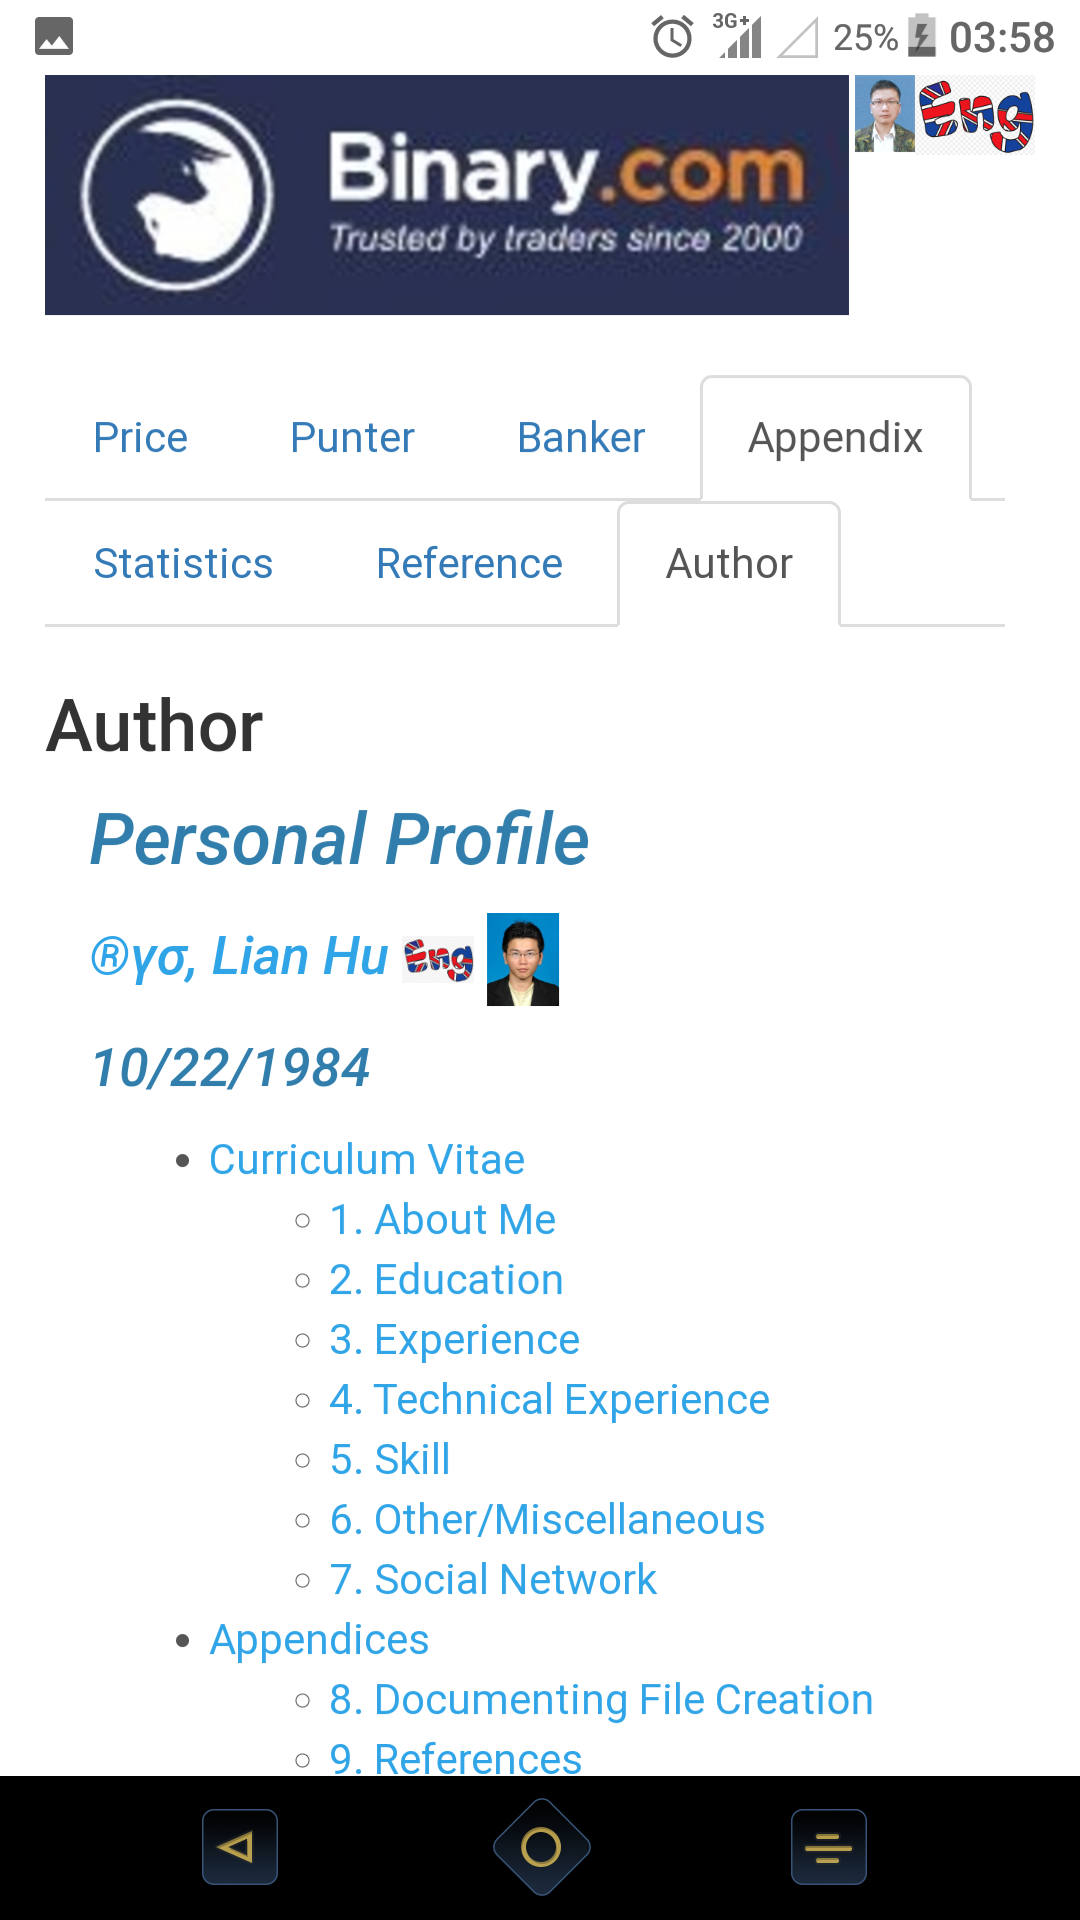 3G+ 25% 03:58
Binary.com Eng
Trusted by traders since 2000
Price Punter Banker Appendix
Statistics Reference Author
Author
Personal Profile
®γσ, Lian Hu Eng
10/22/1984
Curriculum Vitae
1. About Me
2. Education
3. Experience
4. Technical Experience
5. Skill
6. Other/Miscellaneous
7. Social Network
Appendices
8. Documenting File Creation
9. References